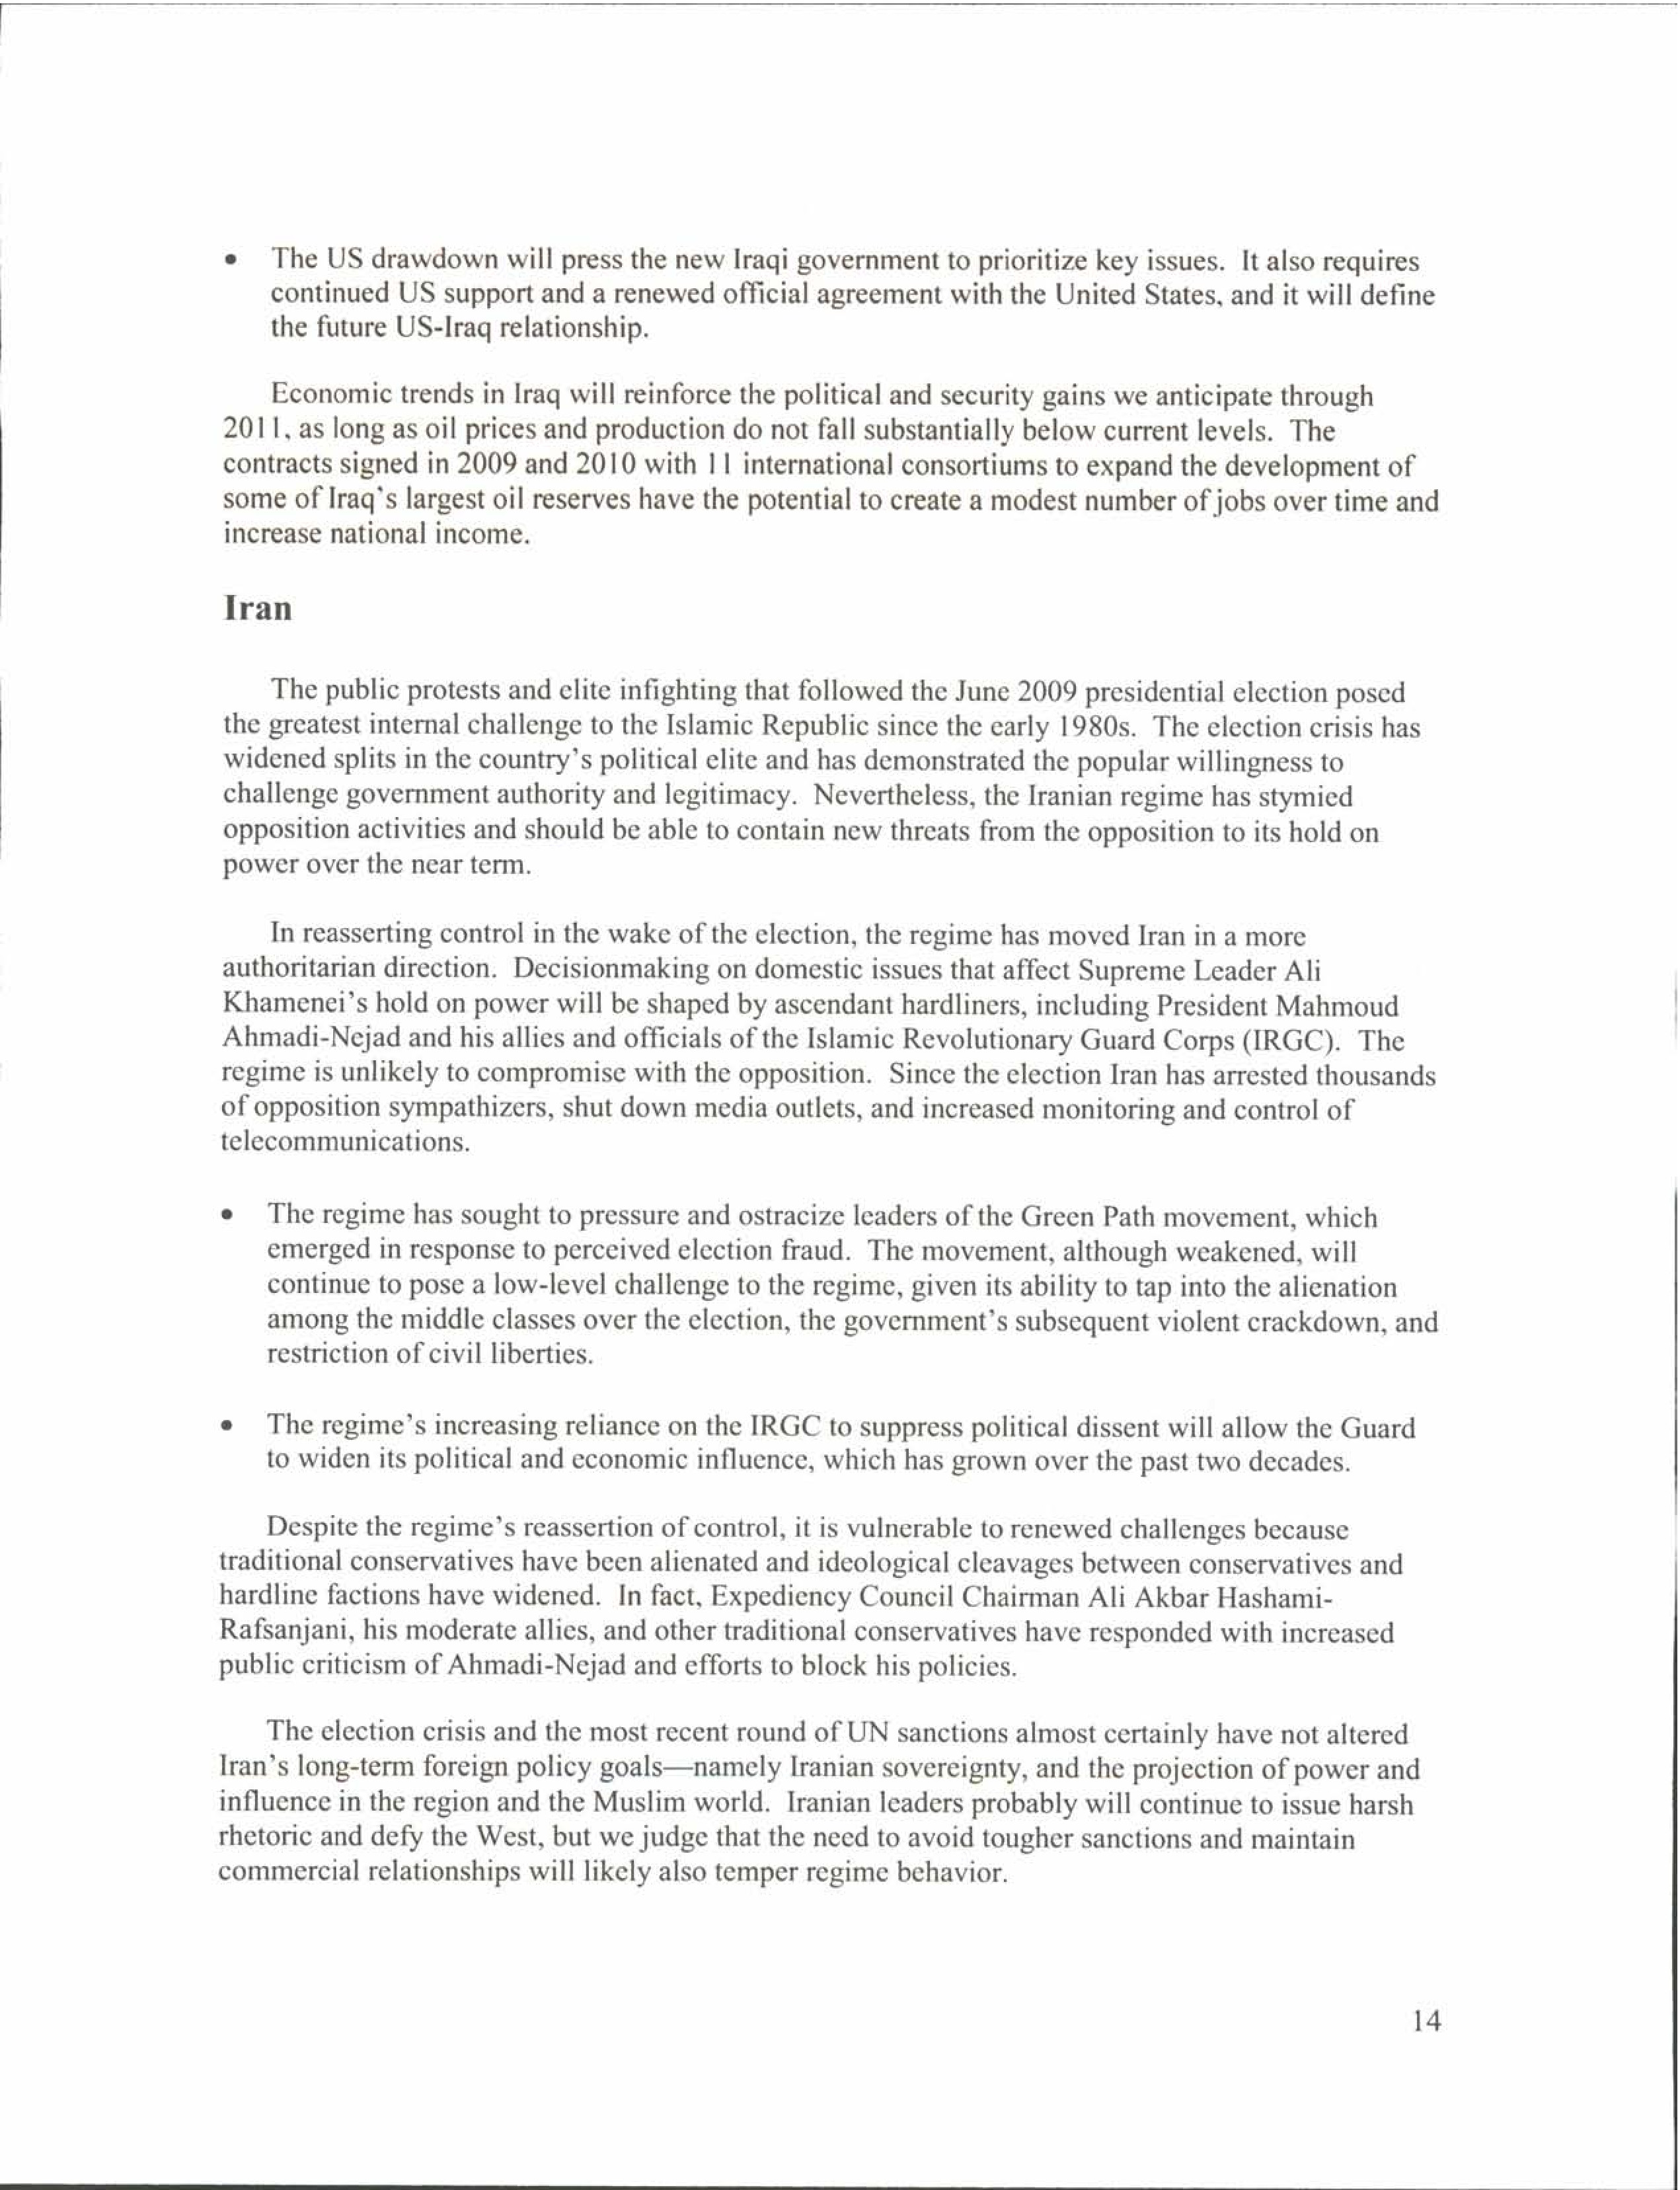 • The US drawdown will press the new Iraqi government to prioritize key issues. It also requires
continued US support and a renewed official agreement with the United States, and it will define
the future US-Iraq relationship.
Economic trends in Iraq will reinforce the political and security gains we anticipate through
2011, as long as oil prices and production do not fall substantially below current levels. The
contracts signed in 2009 and 2010 with 11 international consortiums to expand the development of
some of Iraq's largest oil reserves have the potential to create a modest number of jobs over time and
increase national income.
Iran
The public protests and elite infighting that followed the June 2009 presidential election posed
the greatest internal challenge to the Islamic Republic since the early 1980s. The election crisis has
widened splits in the country's political elite and has demonstrated the popular willingness to
challenge government authority and legitimacy. Nevertheless, the Iranian regime has stymied
opposition activities and should be able to contain new threats from the opposition to its hold on
power over the near term.
In reasserting control in the wake of the election, the regime has moved Iran in a more
authoritarian direction. Decisionmaking on domestic issues that affect Supreme Leader Ali
Khamenei's hold on power will be shaped by ascendant hardliners, including President Mahmoud
Ahmadi-Nejad and his allies and officials of the Islamic Revolutionary Guard Corps (IRGC). The
regime is unlikely to compromise with the opposition. Since the election Iran has arrested thousands
of opposition sympathizers, shut down media outlets, and increased monitoring and control of
telecommunications.
• The regime has sought to pressure and ostracize leaders of the Green Path movement, which
emerged in response to perceived election fraud. The movement, although weakened, will
continue to pose a low-level challenge to the regime, given its ability to tap into the alienation
among the middle classes over the election, the government's subsequent violent crackdown, and
restriction of civil liberties.
• The regime's increasing reliance on the IRGC to suppress political dissent will allow the Guard
to widen its political and economic influence, which has grown over the past two decades.
Despite the regime's reassertion of control, it is vulnerable to renewed challenges because
traditional conservatives have been alienated and ideological cleavages between conservatives and
hardline factions have widened. In fact, Expediency Council Chairman Ali Akbar Hashami-
Rafsanjani, his moderate allies, and other traditional conservatives have responded with increased
public criticism of Ahmadi-Nejad and efforts to block his policies.
The election crisis and the most recent round of UN sanctions almost certainly have not altered
Iran's long-term foreign policy goals—namely Iranian sovereignty, and the projection of power and
influence in the region and the Muslim world. Iranian leaders probably will continue to issue harsh
rhetoric and defy the West, but we judge that the need to avoid tougher sanctions and maintain
commercial relationships will likely also temper regime behavior.
14